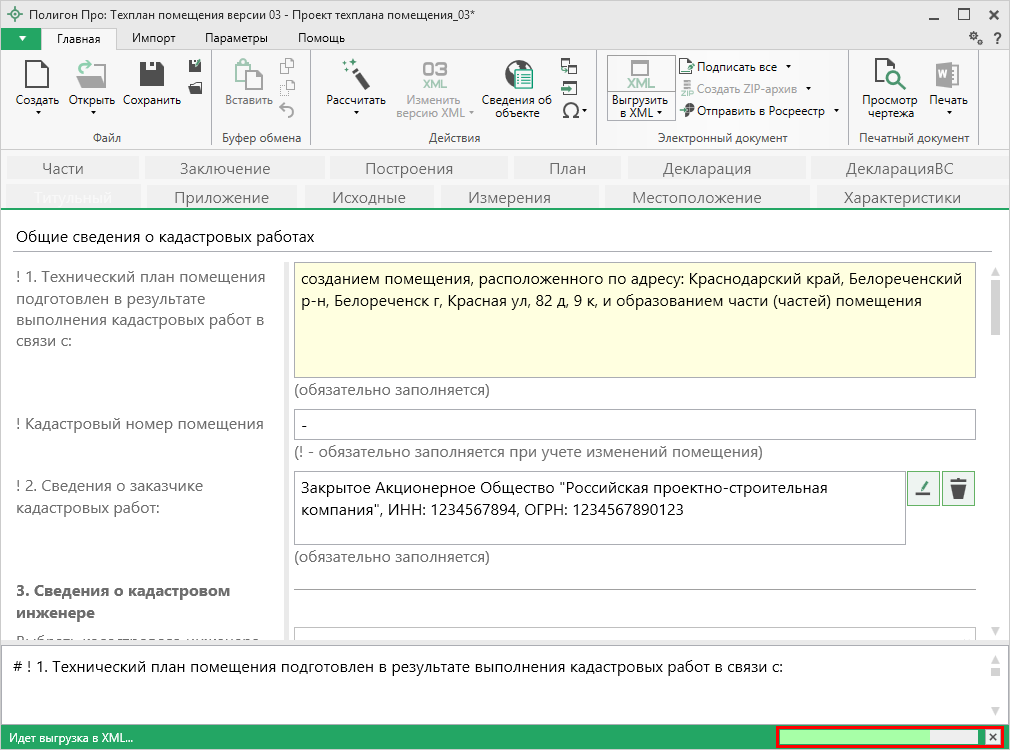 Полигон Про: Техплан помещения версии 03 - Проект техплана помещения_03*
Главная Импорт Параметры Помощь
?
Создать Открыть Сохранить
Файл
Вставить
Буфер обмена
Рассчитать
03
XML
Изменить
версию XML
Сведения об
объекте
Ω
Действия
XML
Выгрузить
в XML
Подписать все
ZIP
Создать ZIP-архив
Отправить в Росреестр
Электронный документ
Просмотр
чертежа
W
Печать
Печатный документ
Части Заключение Построения План Декларация ДекларацияВС
Титульный Приложение Исходные Измерения Местоположение Характеристики
Общие сведения о кадастровых работах
! 1. Технический план помещения
подготовлен в результате
выполнения кадастровых работ в
связи с:
созданием помещения, расположенного по адресу: Краснодарский край, Белореченский
р-н, Белореченск г, Красная ул, 82 д, 9 к, и образованием части (частей) помещения
(обязательно заполняется)
! Кадастровый номер помещения
-
(! - обязательно заполняется при учете изменений помещения)
! 2. Сведения о заказчике
кадастровых работ:
Закрытое Акционерное Общество "Российская проектно-строительная
компания", ИНН: 1234567894, ОГРН: 1234567890123
(обязательно заполняется)
3. Сведения о кадастровом
инженере
# ! 1. Технический план помещения подготовлен в результате выполнения кадастровых работ в связи с:
Идет выгрузка в XML...